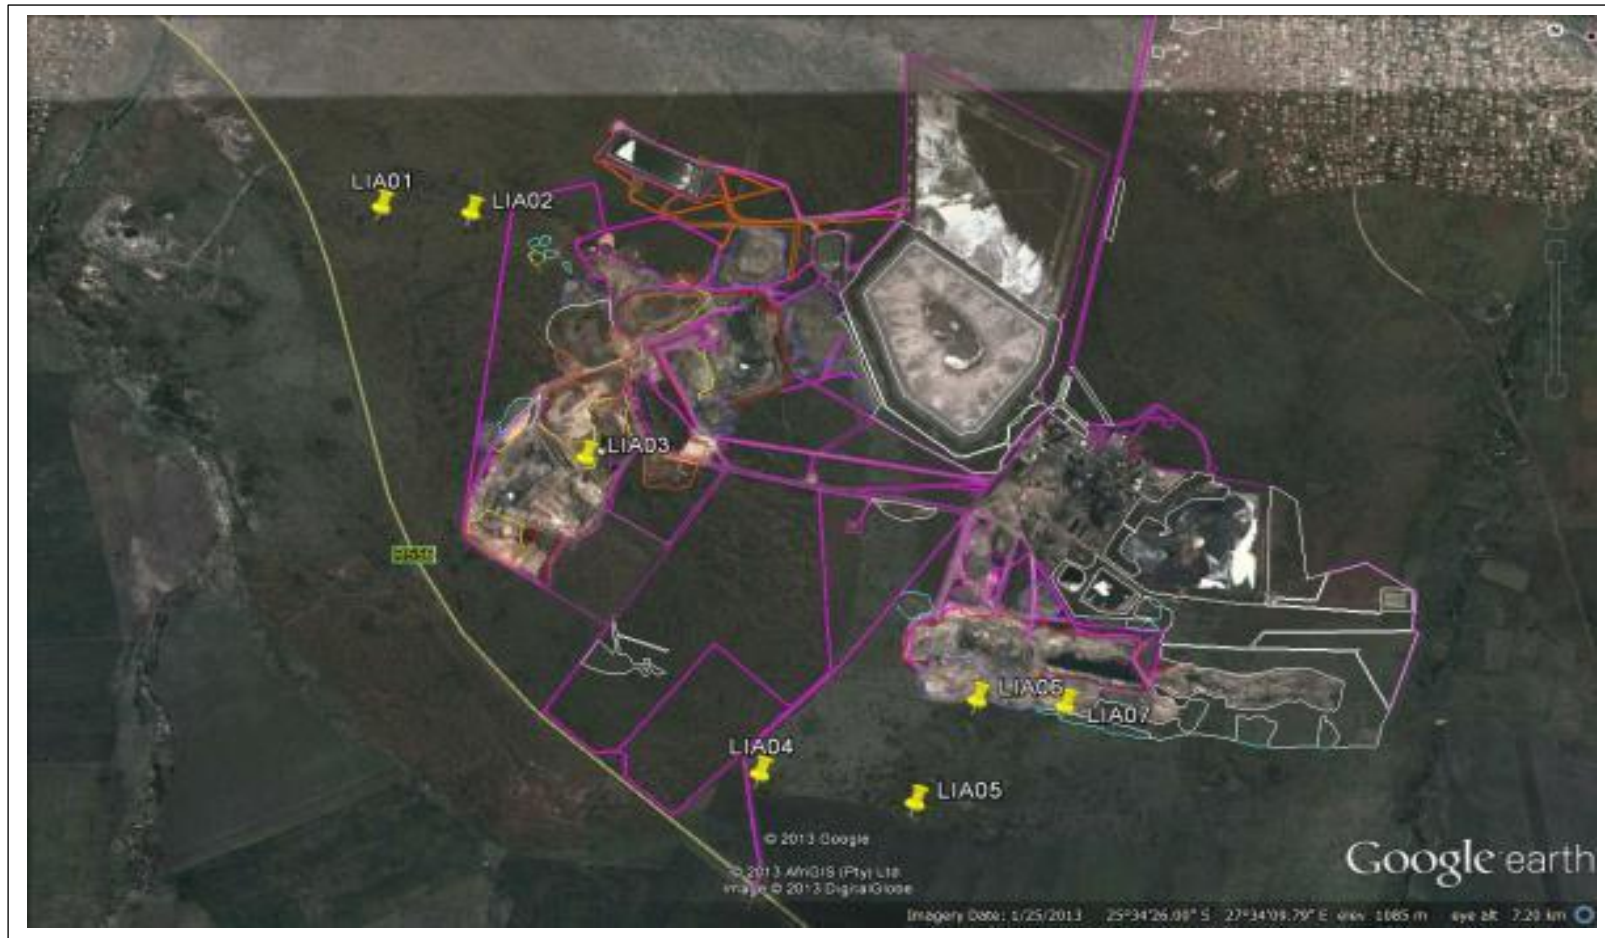 LIA01
LIA02
LIA03
LIA04
LIA05
LIA06
LIA07
© 2013 Google
© 2013 AfriGIS (Pty) Ltd.
Image © 2013 DigitalGlobe
Google earth
Imagery Date: 1/25/2013 25°34'26.00" S 27°34'09.79" E elev 1085 m eye alt 7.20 km